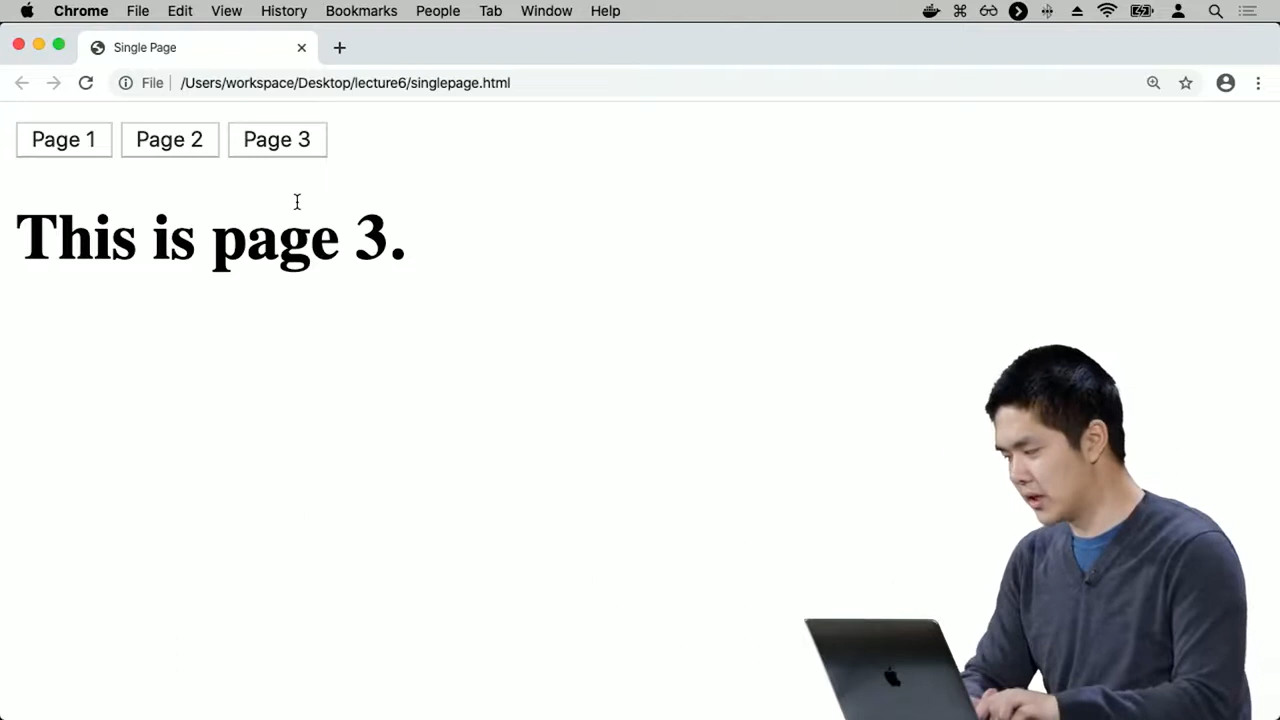 Chrome File Edit View History Bookmarks People Tab Window Help
Single Page
File /Users/workspace/Desktop/lecture6/singlepage.html
Page 1 Page 2 Page 3
This is page 3.